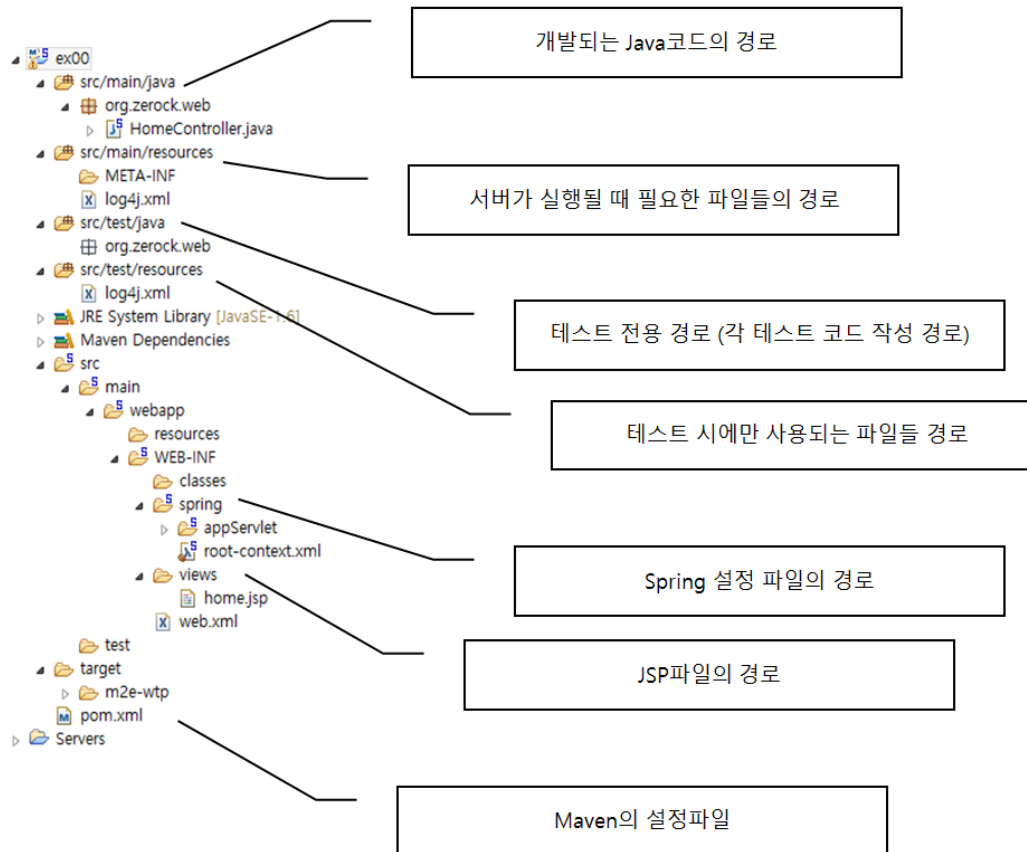 개발되는 Java코드의 경로
ex00
src/main/java
org.zerock.web
HomeController.java
src/main/resources
META-INF
서버가 실행될 때 필요한 파일들의 경로
log4j.xml
src/test/java
org.zerock.web
src/test/resources
log4j.xml
JRE System Library [JavaSE-1.6]
테스트 전용 경로 (각 테스트 코드 작성 경로)
Maven Dependencies
src
main
webapp
resources
테스트 시에만 사용되는 파일들 경로
WEB-INF
classes
spring
appServlet
root-context.xml
Spring 설정 파일의 경로
views
home.jsp
web.xml
test
target
JSP파일의 경로
m2e-wtp
pom.xml
Servers
Maven의 설정파일